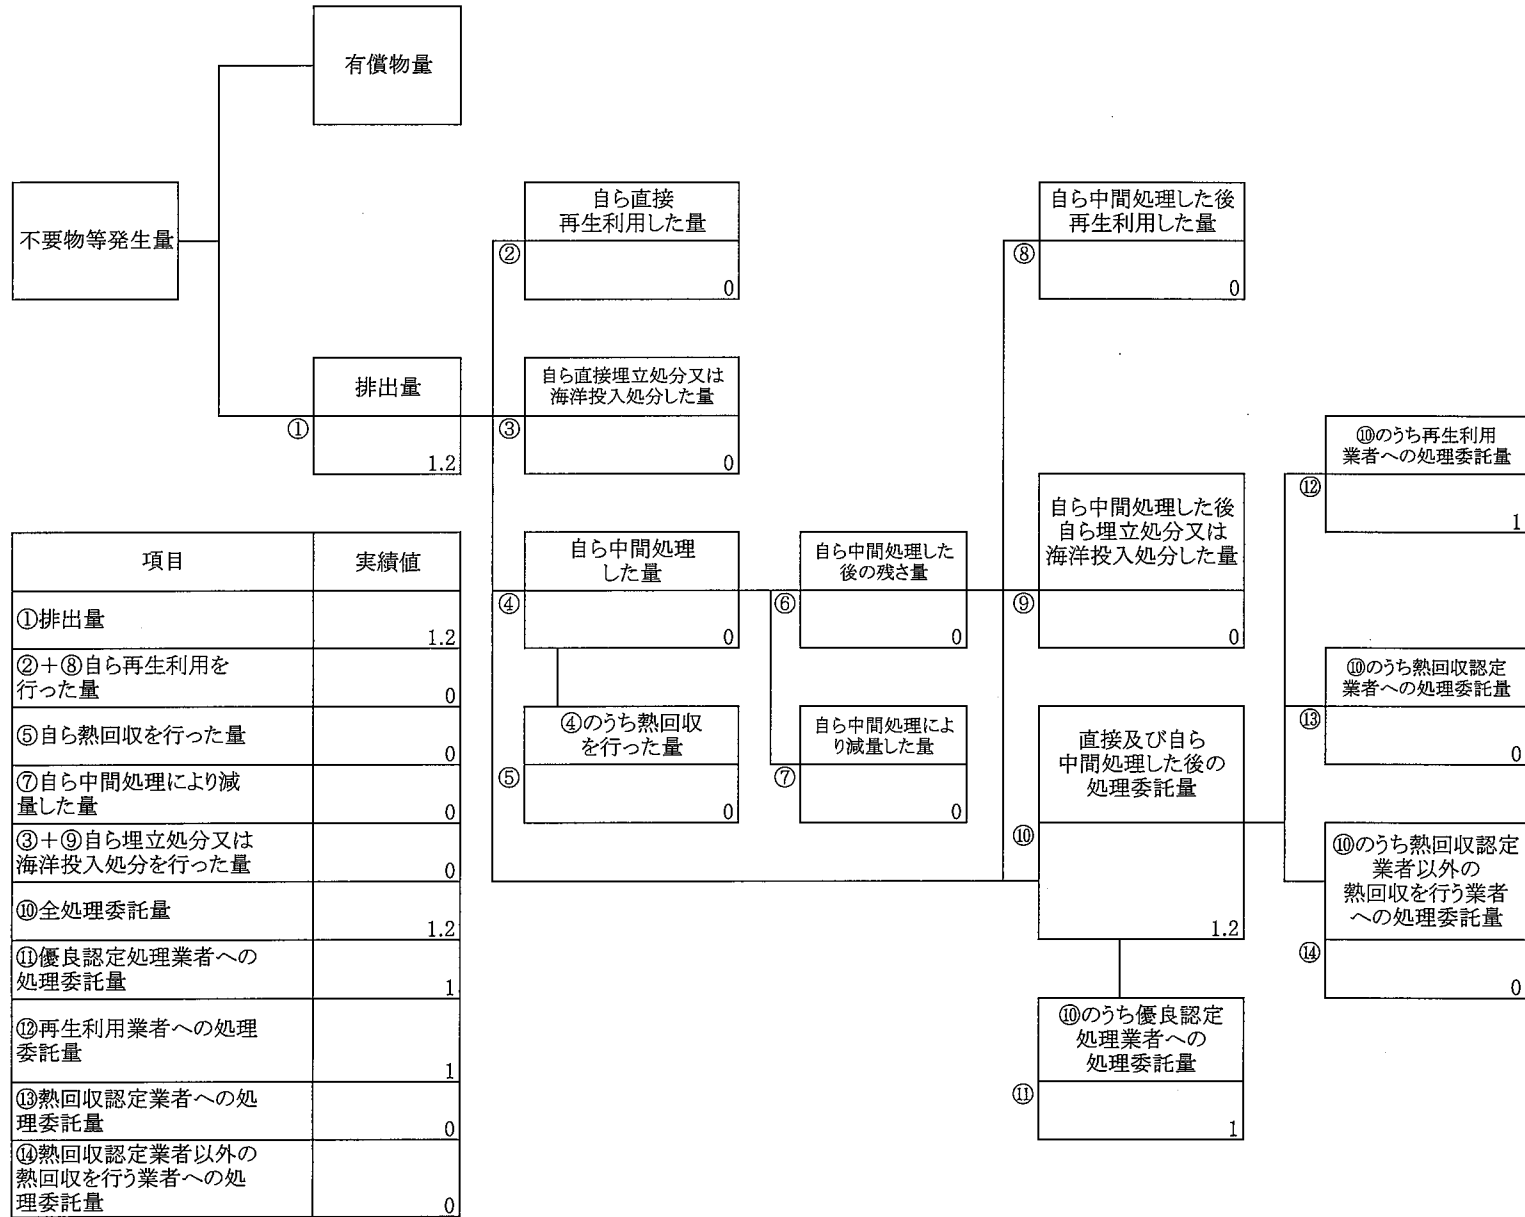 有償物量
不要物等発生量
排出量
①
1.2
自ら直接
再生利用した量
②
0
自ら直接埋立処分又は
海洋投入処分した量
③
0
自ら中間処理
した量
④
0
④のうち熱回収
を行った量
⑤
0
自ら中間処理した
後の残さ量
⑥
0
自ら中間処理によ
り減量した量
⑦
0
自ら中間処理した後
再生利用した量
⑧
0
自ら中間処理した後
自ら埋立処分又は
海洋投入処分した量
⑨
0
直接及び自ら
中間処理した後の
処理委託量
⑩
1.2
⑩のうち優良認定
処理業者への
処理委託量
⑪
1
⑩のうち再生利用
業者への処理委託量
⑫
1
⑩のうち熱回収認定
業者への処理委託量
⑬
0
⑩のうち熱回収認定
業者以外の
熱回収を行う業者
への処理委託量
⑭
0
項目 実績値
①排出量
1.2
②+⑧自ら再生利用を
行った量
0
⑤自ら熱回収を行った量
0
⑦自ら中間処理により減
量した量
0
③+⑨自ら埋立処分又は
海洋投入処分を行った量
0
⑩全処理委託量
1.2
⑪優良認定処理業者への
処理委託量
1
⑫再生利用業者への処理
委託量
1
⑬熱回収認定業者への処
理委託量
0
⑭熱回収認定業者以外の
熱回収を行う業者への処
理委託量
0